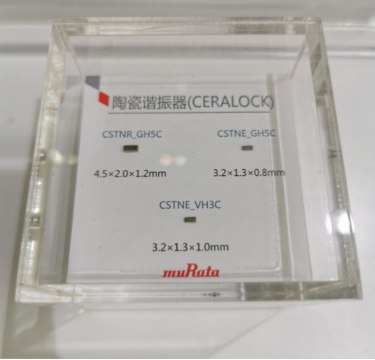 陶瓷谐振器(CERALOCK)
CSTNR_GH5C CSTNE_GH5C
4.5×2.0×1.2mm 3.2×1.3×0.8mm
CSTNE_VH3C
3.2×1.3×1.0mm
muRata